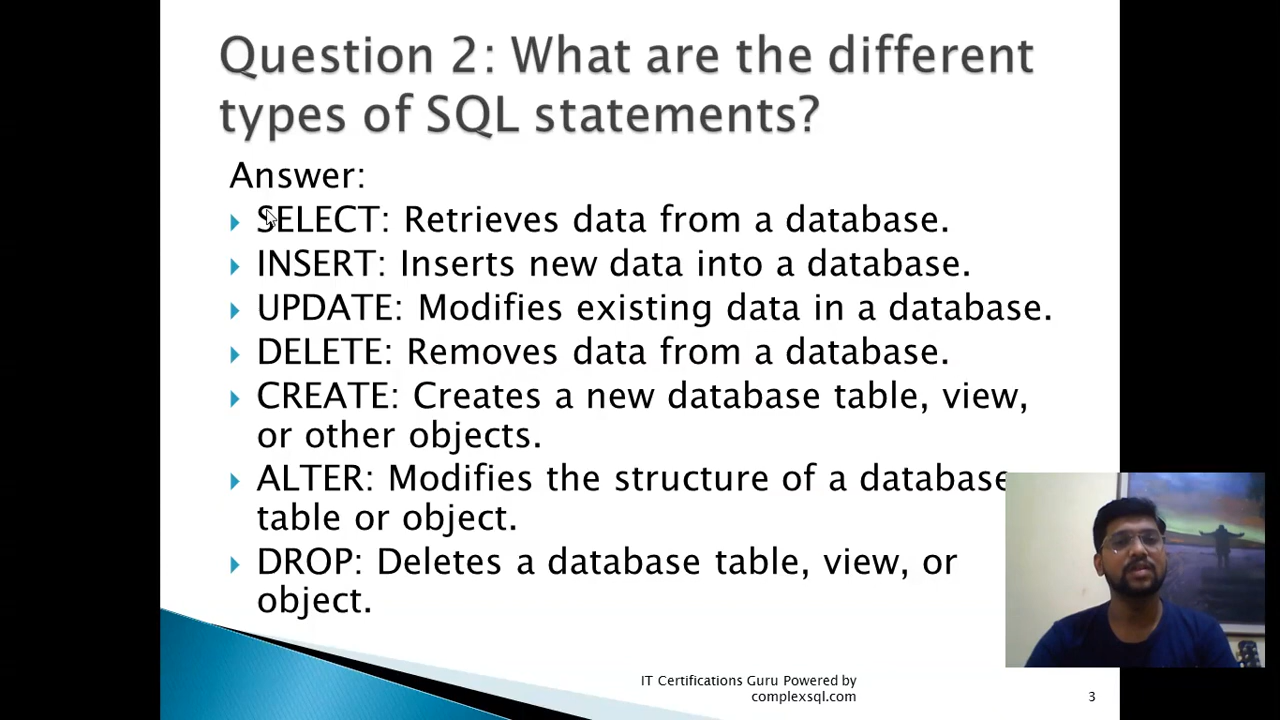 Question 2: What are the different
types of SQL statements?
Answer:
SELECT: Retrieves data from a database.
INSERT: Inserts new data into a database.
UPDATE: Modifies existing data in a database.
DELETE: Removes data from a database.
CREATE: Creates a new database table, view,
or other objects.
ALTER: Modifies the structure of a database
table or object.
DROP: Deletes a database table, view, or
object.
IT Certifications Guru Powered by
complexsql.com
3